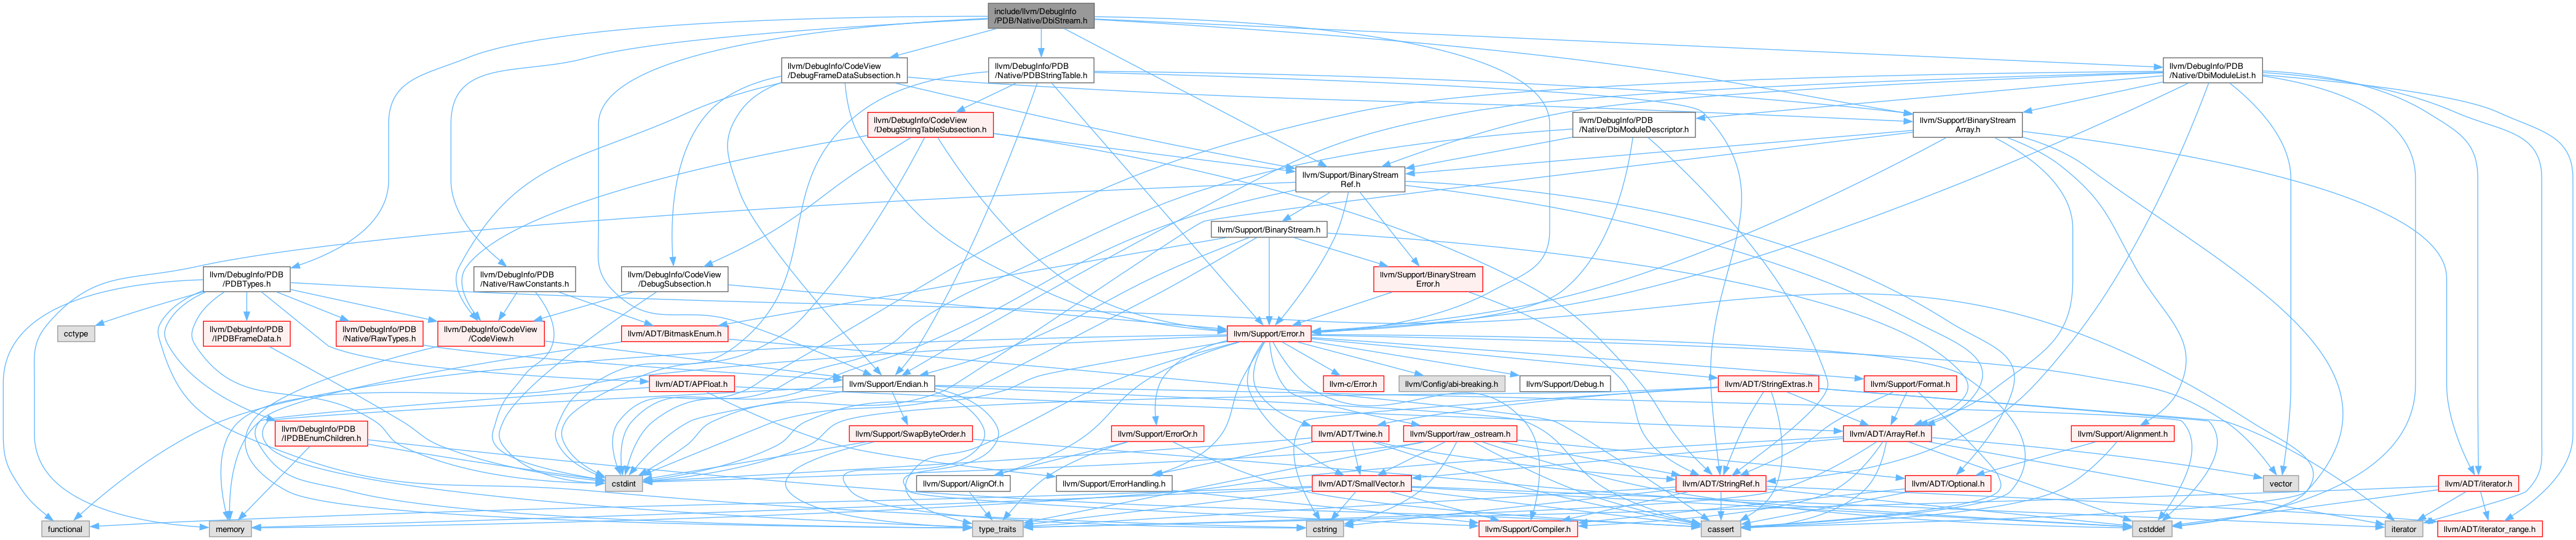 include/llvm/DebugInfo
/PDB/Native/DbiStream.h
llvm/DebugInfo/CodeView
/DebugFrameDataSubsection.h
llvm/DebugInfo/PDB
/Native/PDBStringTable.h
llvm/DebugInfo/PDB
/Native/DbiModuleList.h
llvm/DebugInfo/CodeView
/DebugStringTableSubsection.h
llvm/DebugInfo/PDB
/Native/DbiModuleDescriptor.h
llvm/Support/BinaryStream
Array.h
llvm/Support/BinaryStream
Ref.h
llvm/Support/BinaryStream.h
llvm/DebugInfo/PDB
/PDBTypes.h
llvm/DebugInfo/PDB
/Native/RawConstants.h
llvm/DebugInfo/CodeView
/DebugSubsection.h
llvm/Support/BinaryStream
Error.h
cctype
llvm/DebugInfo/PDB
/IPDBFrameData.h
llvm/DebugInfo/PDB
/Native/RawTypes.h
llvm/DebugInfo/CodeView
/CodeView.h
llvm/ADT/BitmaskEnum.h
llvm/Support/Error.h
llvm/ADT/APFloat.h
llvm/Support/Endian.h
llvm-c/Error.h
llvm/Config/abi-breaking.h
llvm/Support/Debug.h
llvm/ADT/StringExtras.h
llvm/Support/Format.h
llvm/DebugInfo/PDB
/IPDBEnumChildren.h
llvm/Support/SwapByteOrder.h
llvm/Support/ErrorOr.h
llvm/ADT/Twine.h
llvm/Support/raw_ostream.h
llvm/ADT/ArrayRef.h
llvm/Support/Alignment.h
cstdint
llvm/Support/AlignOf.h
llvm/Support/ErrorHandling.h
llvm/ADT/SmallVector.h
llvm/ADT/StringRef.h
llvm/ADT/Optional.h
vector
llvm/ADT/iterator.h
functional
memory
type_traits
cstring
llvm/Support/Compiler.h
cassert
cstddef
iterator
llvm/ADT/iterator_range.h